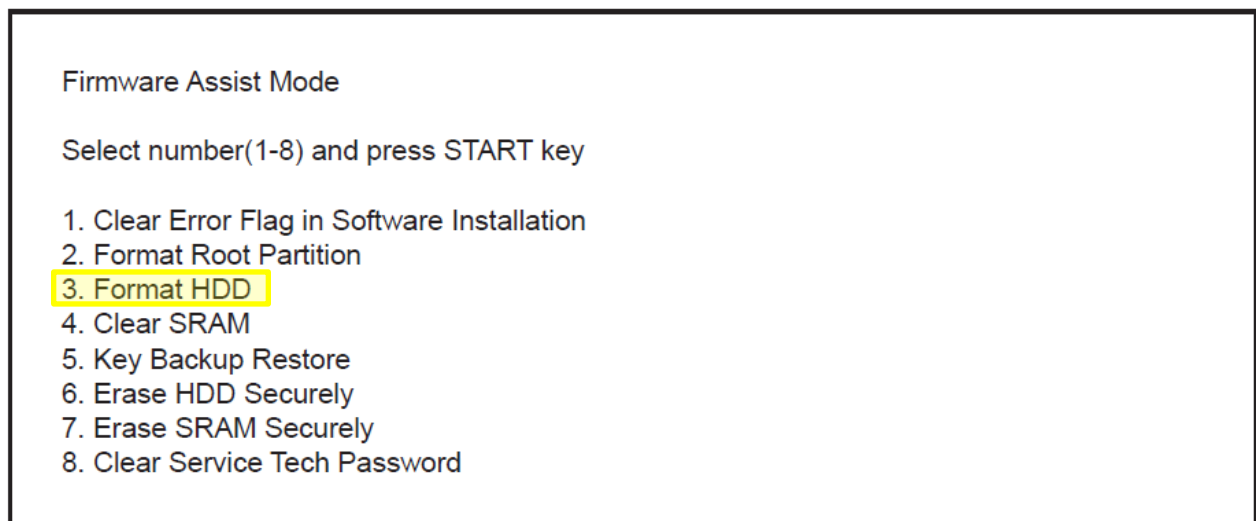 Firmware Assist Mode
Select number(1-8) and press START key
1. Clear Error Flag in Software Installation
2. Format Root Partition
3. Format HDD
4. Clear SRAM
5. Key Backup Restore
6. Erase HDD Securely
7. Erase SRAM Securely
8. Clear Service Tech Password